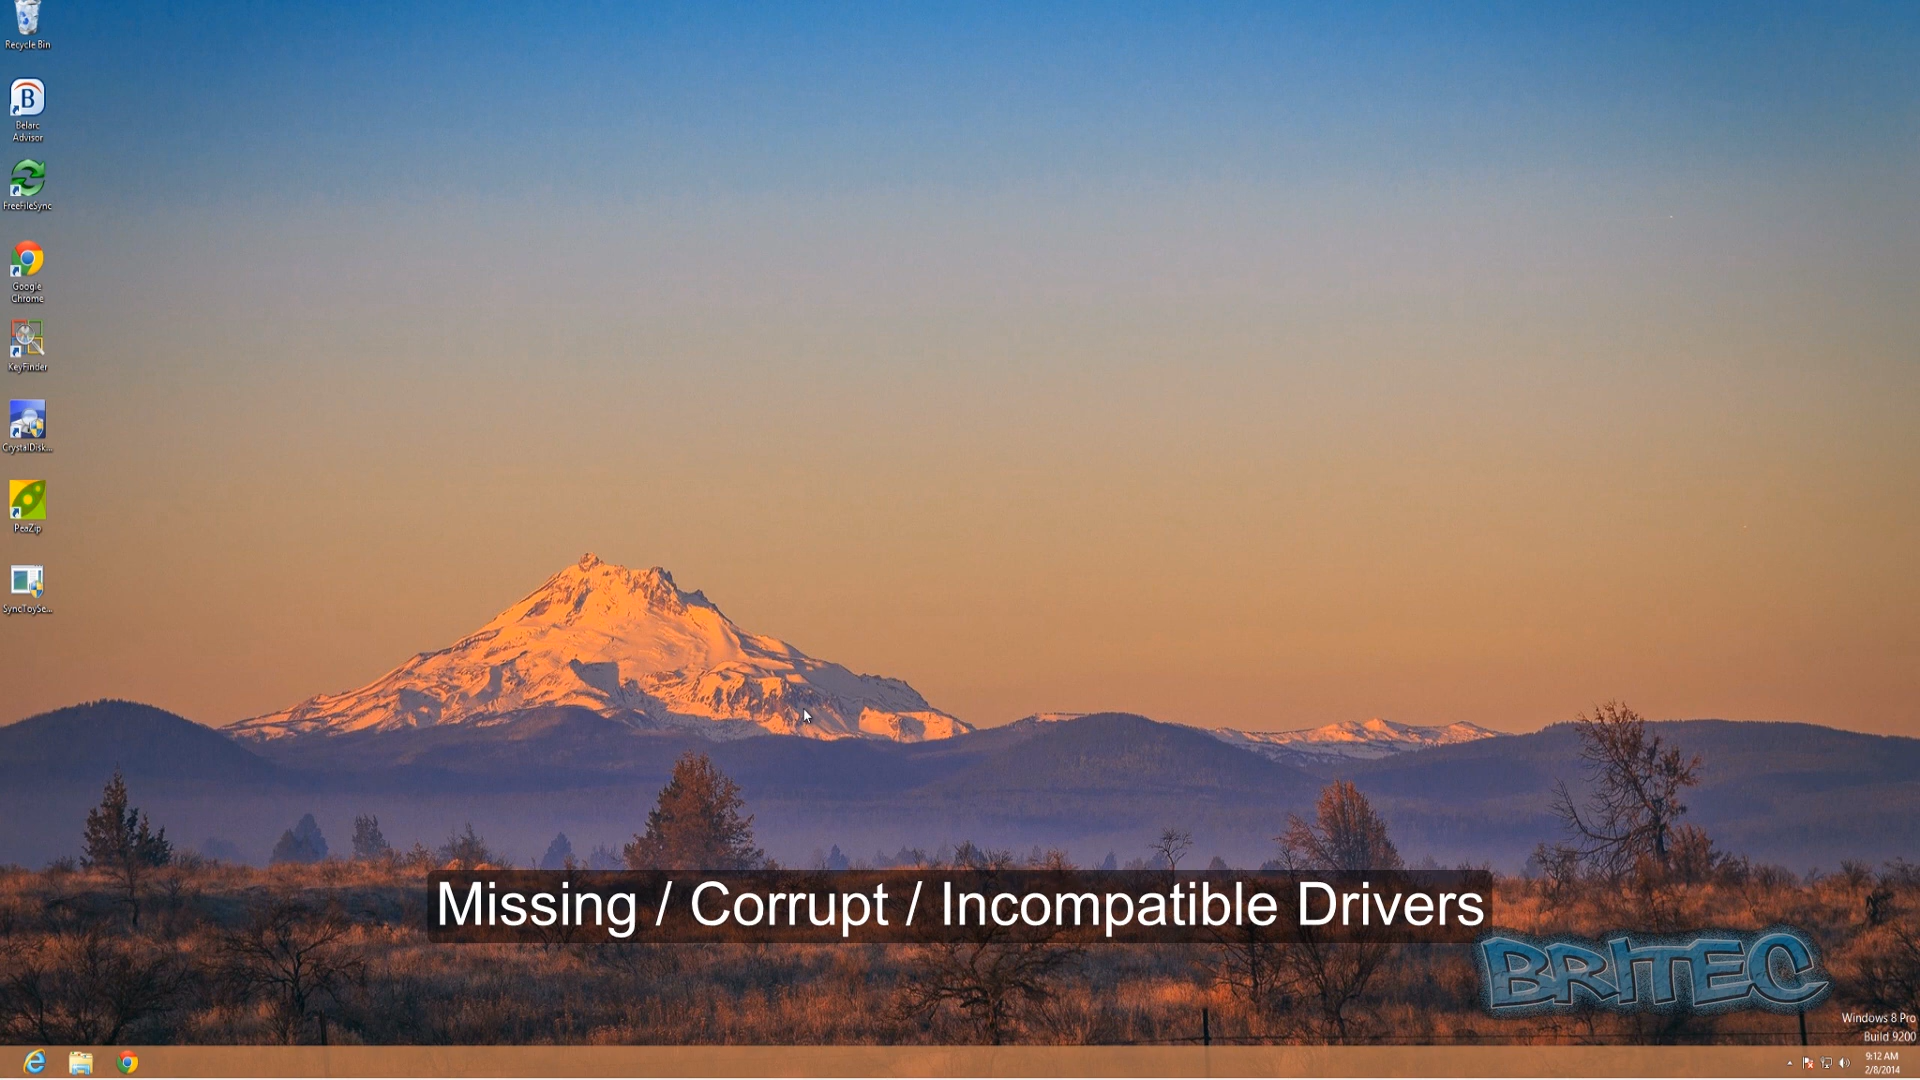 Recycle Bin
Belarc
Advisor
FreeFileSync
Google
Chrome
KeyFinder
CrystalDisk...
PeaZip
SyncToySe...
Missing / Corrupt / Incompatible Drivers
BRITEC
Windows 8 Pro
Build 9200
9:12 AM
2/8/2014